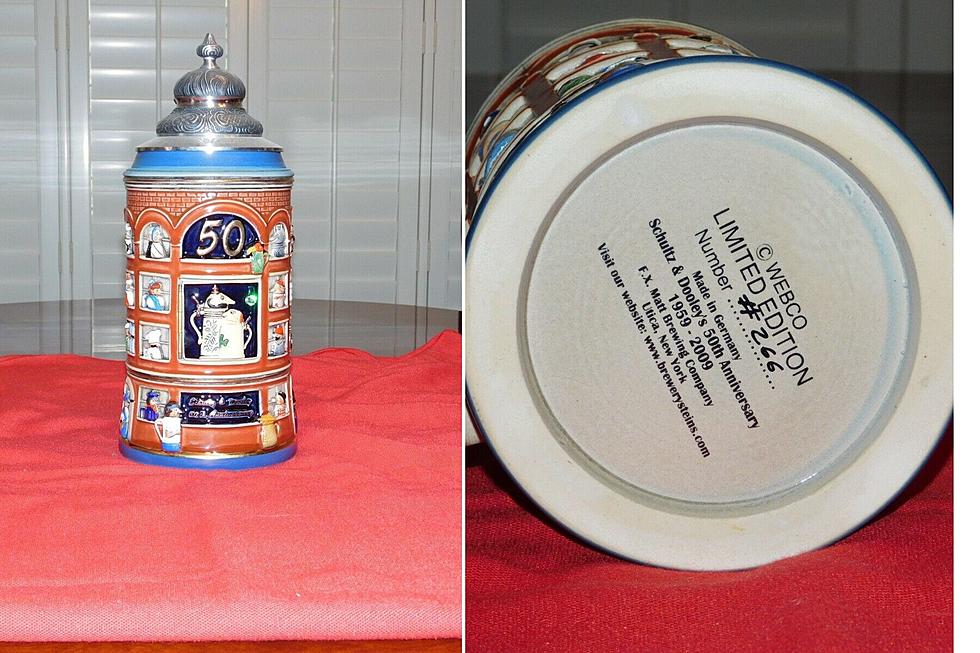 50
© WEBCO
LIMITED EDITION
Number ....#266....
Made in Germany
Schultz & Dooley's 50th Anniversary
1959 - 2009
F.X. Matt Brewing Company
Utica, New York
Visit our website: www.brewerysteins.com